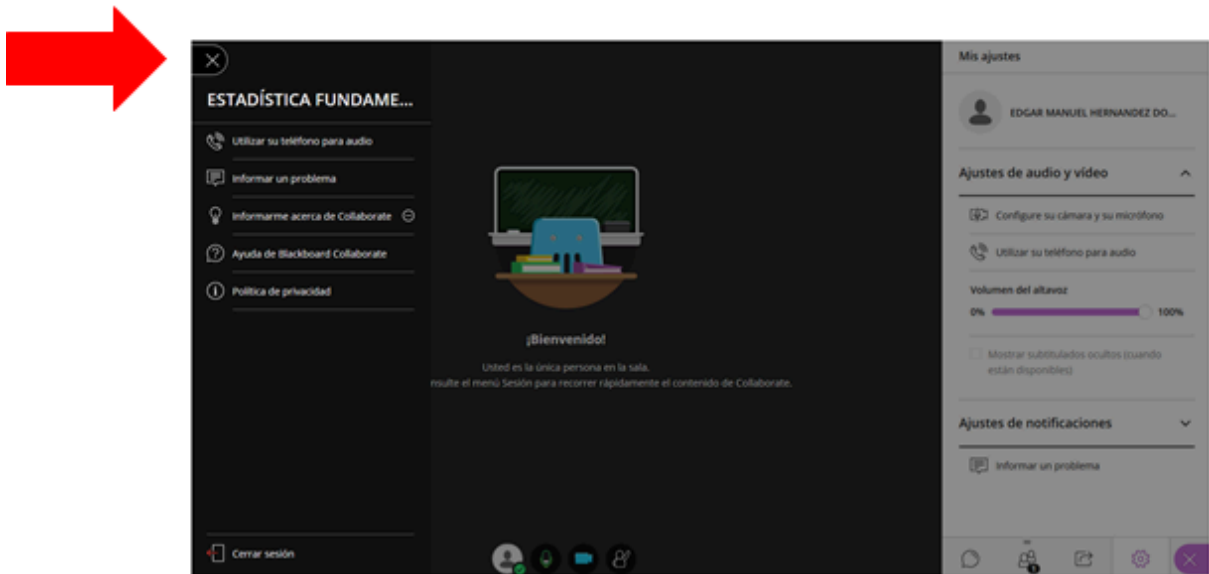 ESTADÍSTICA FUNDAME...
Utilizar su teléfono para audio
Informar un problema
Informarme acerca de Collaborate
Ayuda de Blackboard Collaborate
Política de privacidad
Cerrar sesión
¡Bienvenido!
Usted es la única persona en la sala.
nsulte el menú Sesión para recorrer rápidamente el contenido de Collaborate.
Mis ajustes
EDGAR MANUEL HERNANDEZ DO...
Ajustes de audio y vídeo
Configure su cámara y su micrófono
Utilizar su teléfono para audio
Volumen del altavoz
0% 100%
Mostrar subtitulados ocultos (cuando
están disponibles)
Ajustes de notificaciones
Informar un problema
1